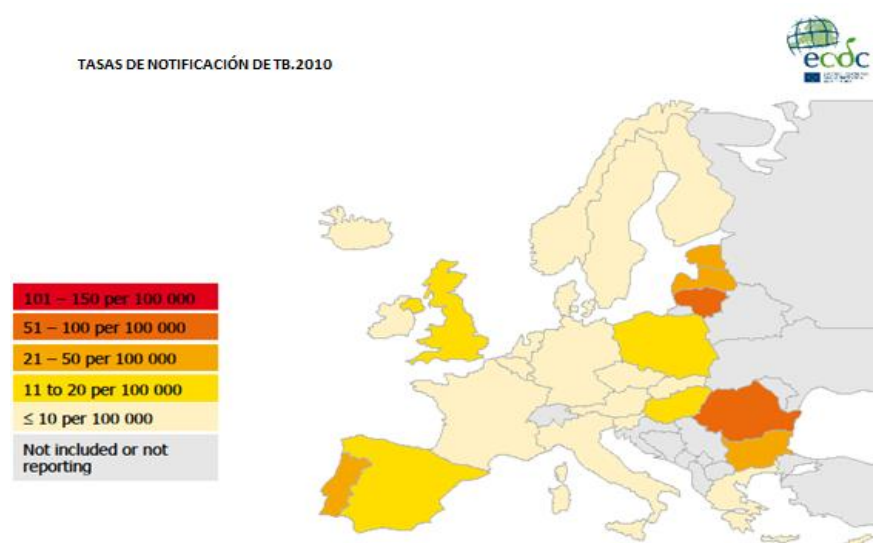 TASAS DE NOTIFICACIÓN DE TB.2010
ecdc
101 – 150 per 100 000
51 – 100 per 100 000
21 – 50 per 100 000
11 to 20 per 100 000
≤ 10 per 100 000
Not included or not
reporting